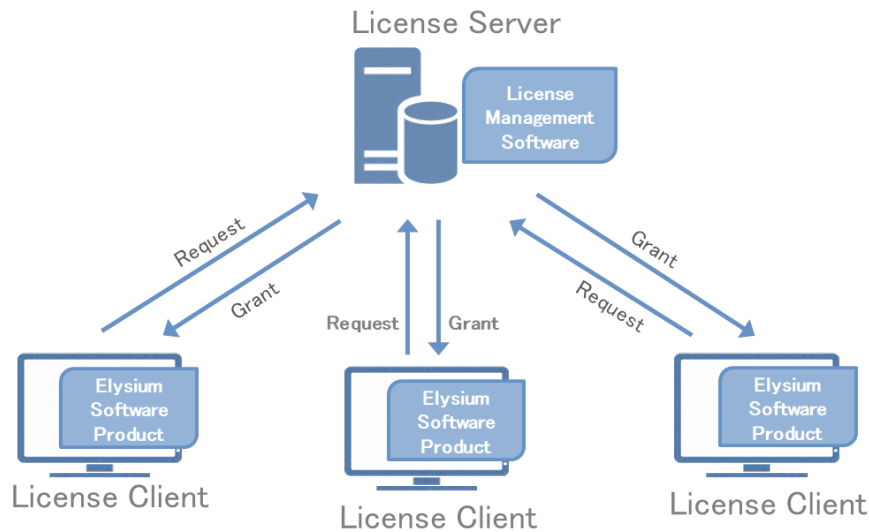 License Server
License
Management
Software
Request
Grant
Request
Grant
Grant
Request
Elysium
Software
Product
License Client
Elysium
Software
Product
License Client
Elysium
Software
Product
License Client